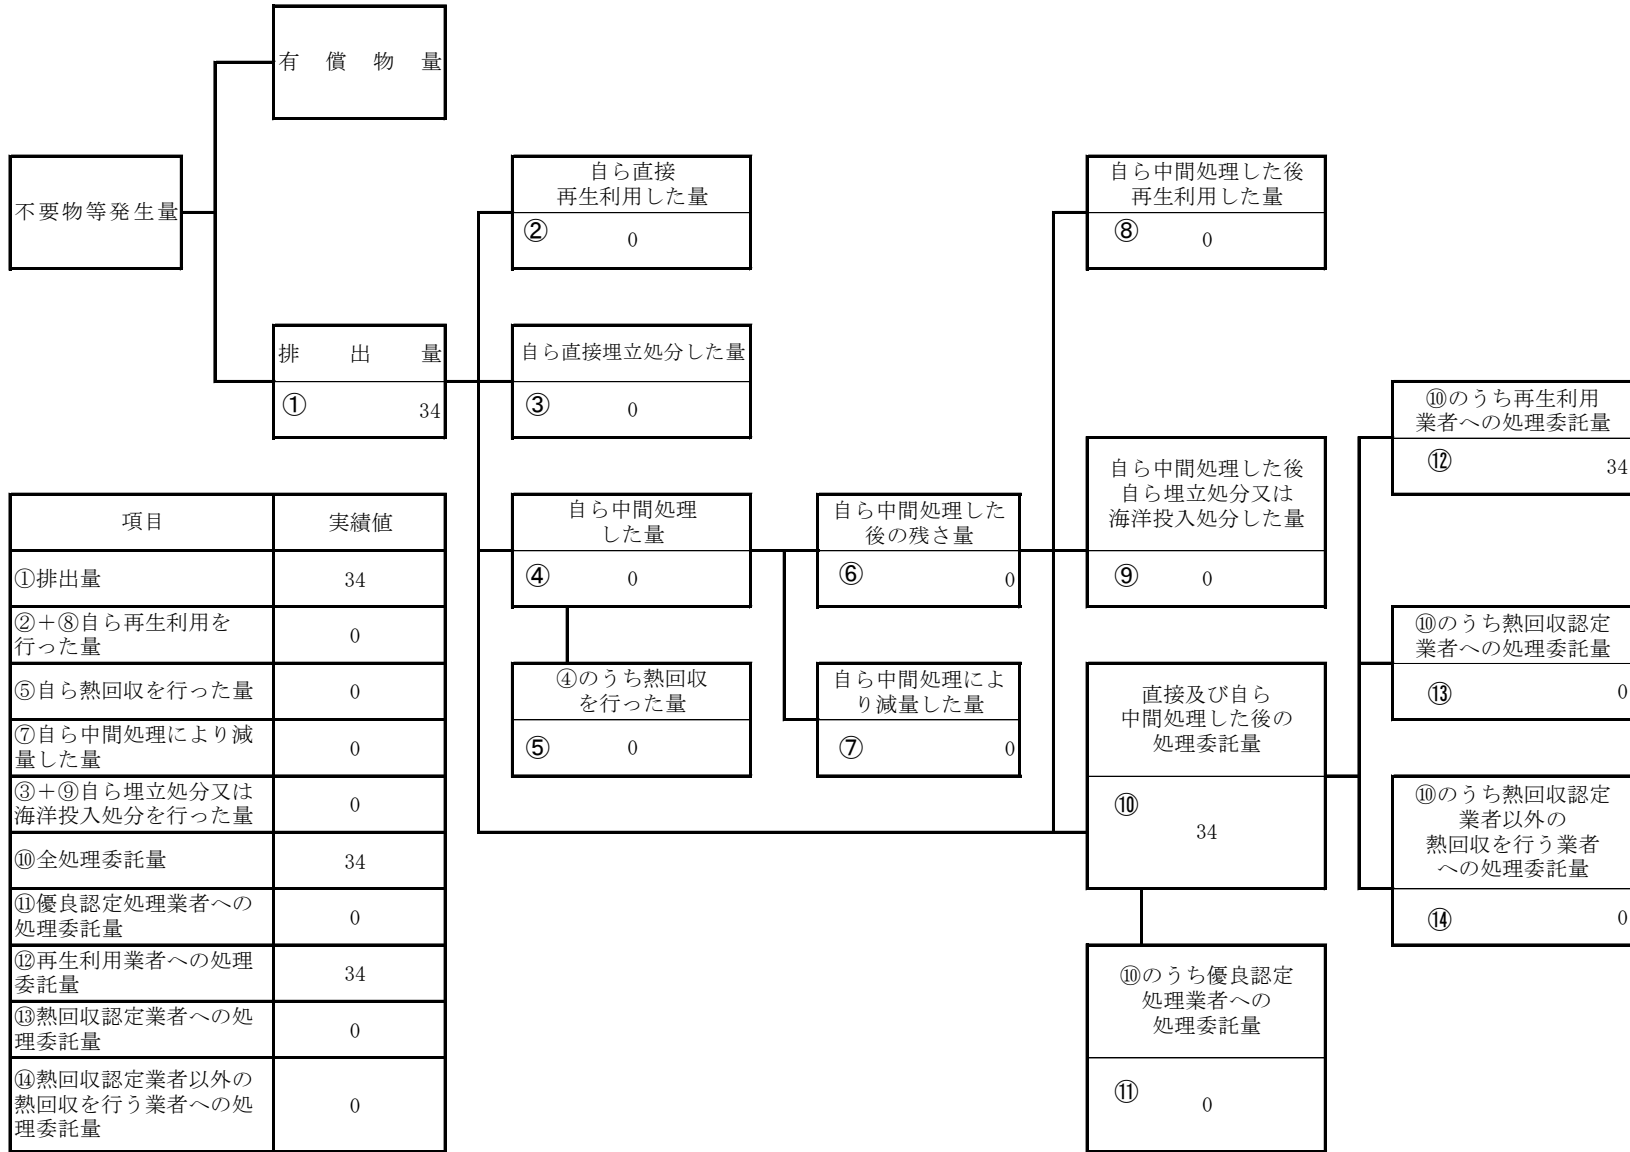 有償物量
不要物等発生量
排出量
① 34
自ら直接
再生利用した量
② 0
自ら直接埋立処分した量
③ 0
自ら中間処理
した量
④ 0
④のうち熱回収
を行った量
⑤ 0
自ら中間処理した
後の残さ量
⑥ 0
自ら中間処理によ
り減量した量
⑦ 0
自ら中間処理した後
再生利用した量
⑧ 0
自ら中間処理した後
自ら埋立処分又は
海洋投入処分した量
⑨ 0
直接及び自ら
中間処理した後の
処理委託量
⑩
34
⑩のうち優良認定
処理業者への
処理委託量
⑪
0
⑩のうち再生利用
業者への処理委託量
⑫ 34
⑩のうち熱回収認定
業者への処理委託量
⑬ 0
⑩のうち熱回収認定
業者以外の
熱回収を行う業者
への処理委託量
⑭ 0
項目 実績値
①排出量 34
②＋⑧自ら再生利用を
行った量 0
⑤自ら熱回収を行った量 0
⑦自ら中間処理により減
量した量 0
③＋⑨自ら埋立処分又は
海洋投入処分を行った量 0
⑩全処理委託量 34
⑪優良認定処理業者への
処理委託量 0
⑫再生利用業者への処理
委託量 34
⑬熱回収認定業者への処
理委託量 0
⑭熱回収認定業者以外の
熱回収を行う業者への処
理委託量 0